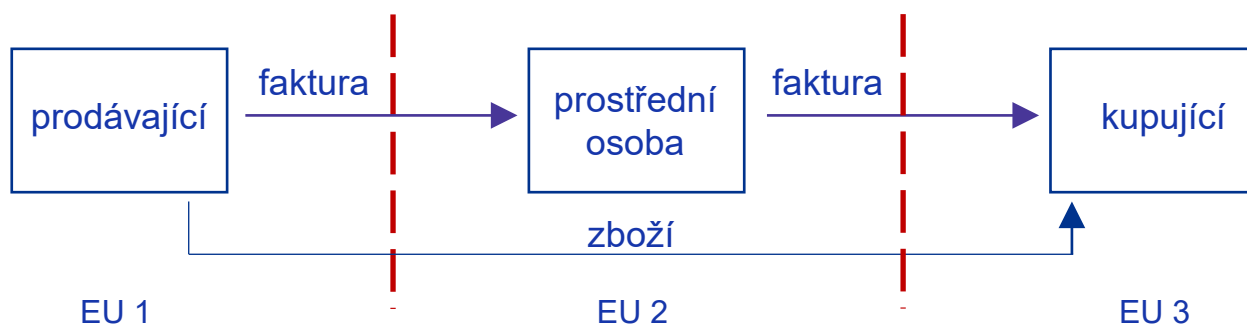 prodávající
faktura
prostřední
osoba
faktura
kupující
zboží
EU 1
EU 2
EU 3